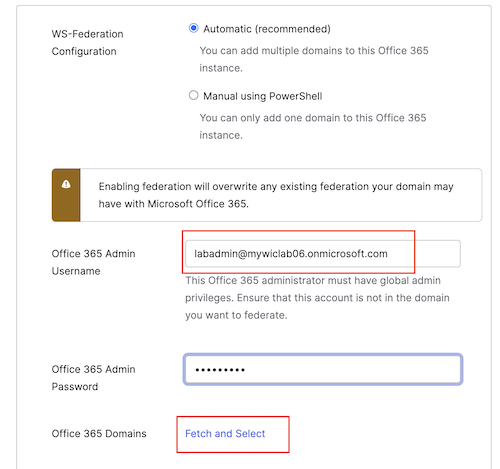 WS-Federation
Configuration
Automatic (recommended)
You can add multiple domains to this Office 365
instance.
Manual using PowerShell
You can only add one domain to this Office 365
instance.
Enabling federation will overwrite any existing federation your domain may
have with Microsoft Office 365.
Office 365 Admin
Username
labadmin@mywiclab06.onmicrosoft.com
This Office 365 administrator must have global admin
privileges. Ensure that this account is not in the domain
you want to federate.
Office 365 Admin
Password
•••••••••
Office 365 Domains
Fetch and Select